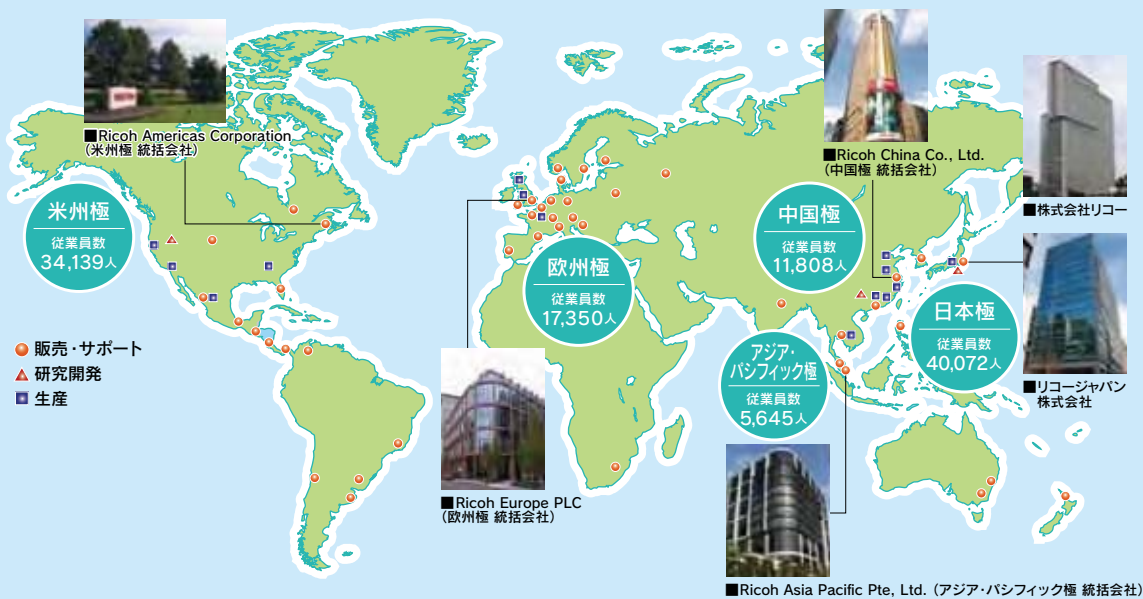 ■Ricoh Americas Corporation
（米州極 統括会社）
米州極
従業員数
34,139人
販売・サポート
研究開発
生産
欧州極
従業員数
17,350人
■Ricoh Europe PLC
（欧州極 統括会社）
■Ricoh China Co., Ltd.
（中国極 統括会社）
中国極
従業員数
11,808人
アジア・
パシフィック極
従業員数
5,645人
■Ricoh Asia Pacific Pte, Ltd.（アジア・パシフィック極 統括会社）
■株式会社リコー
日本極
従業員数
40,072人
■リコージャパン
株式会社